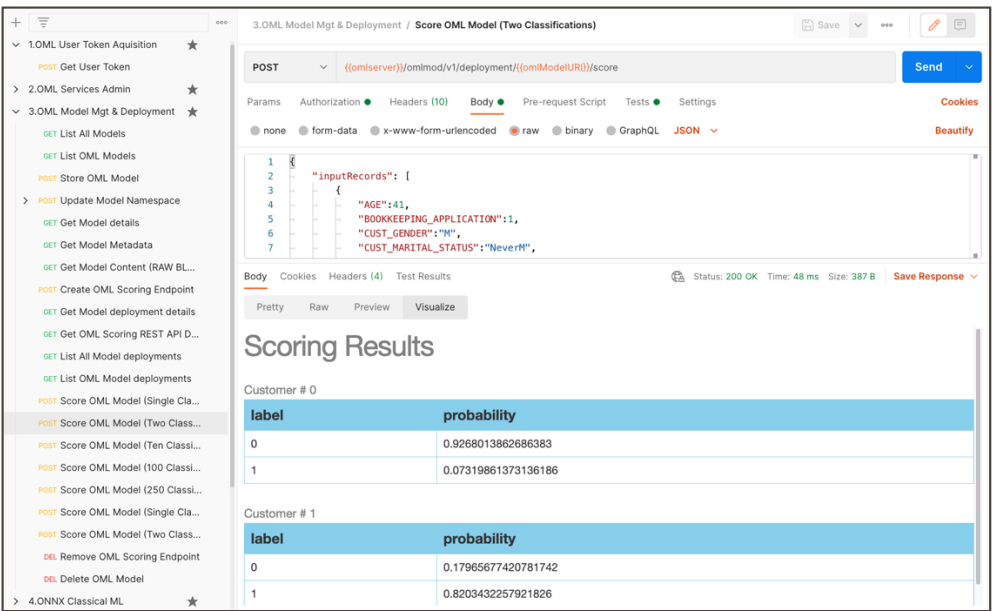 1.OML User Token Aquisition
POST Get User Token
2.OML Services Admin
3.OML Model Mgt & Deployment
GET List All Models
GET List OML Models
POST Store OML Model
POST Update Model Namespace
GET Get Model details
GET Get Model Metadata
GET Get Model Content (RAW BL...
POST Create OML Scoring Endpoint
GET Get Model deployment details
GET Get OML Scoring REST API D...
GET List All Model deployments
GET List OML Model deployments
POST Score OML Model (Single Cla...
POST Score OML Model (Two Class...
POST Score OML Model (Ten Classi...
POST Score OML Model (100 Classi...
POST Score OML Model (250 Classi...
POST Score OML Model (Single Cla...
POST Score OML Model (Two Class...
DEL Remove OML Scoring Endpoint
DEL Delete OML Model
4.ONNX Classical ML
3.OML Model Mgt & Deployment / Score OML Model (Two Classifications)
Save
POST {{omlserver}}/omlmod/v1/deployment/{{omlModelURI}}/score Send
Params Authorization Headers (10) Body Pre-request Script Tests Settings Cookies
none form-data x-www-form-urlencoded raw binary GraphQL JSON Beautify
1 {
2 "inputRecords": [
3 {
4 "AGE":41,
5 "BOOKKEEPING_APPLICATION":1,
6 "CUST_GENDER":"M",
7 "CUST_MARITAL_STATUS":"NeverM",
Body Cookies Headers (4) Test Results Status: 200 OK Time: 48 ms Size: 387 B Save Response
Pretty Raw Preview Visualize
Scoring Results
Customer # 0
label probability
0 0.9268013862686383
1 0.07319861373136186
Customer # 1
label probability
0 0.17965677420781742
1 0.8203432257921826